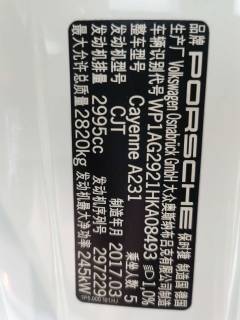 品牌 PORSCHE 保时捷 制造国 德国
生产厂 Volkswagen Osnabrück GmbH 大众奥斯纳布吕克有限公司
车辆识别代号 WP1AG2921HKA08493 ≥1.0%
整车型号 Cayenne A231 乘坐人数 5
发动机型号 CJT 制造年月 2017.03
发动机排量 2995cc 发动机序列号 297229
最大允许总质量 2820kg 发动机最大净功率 245kW